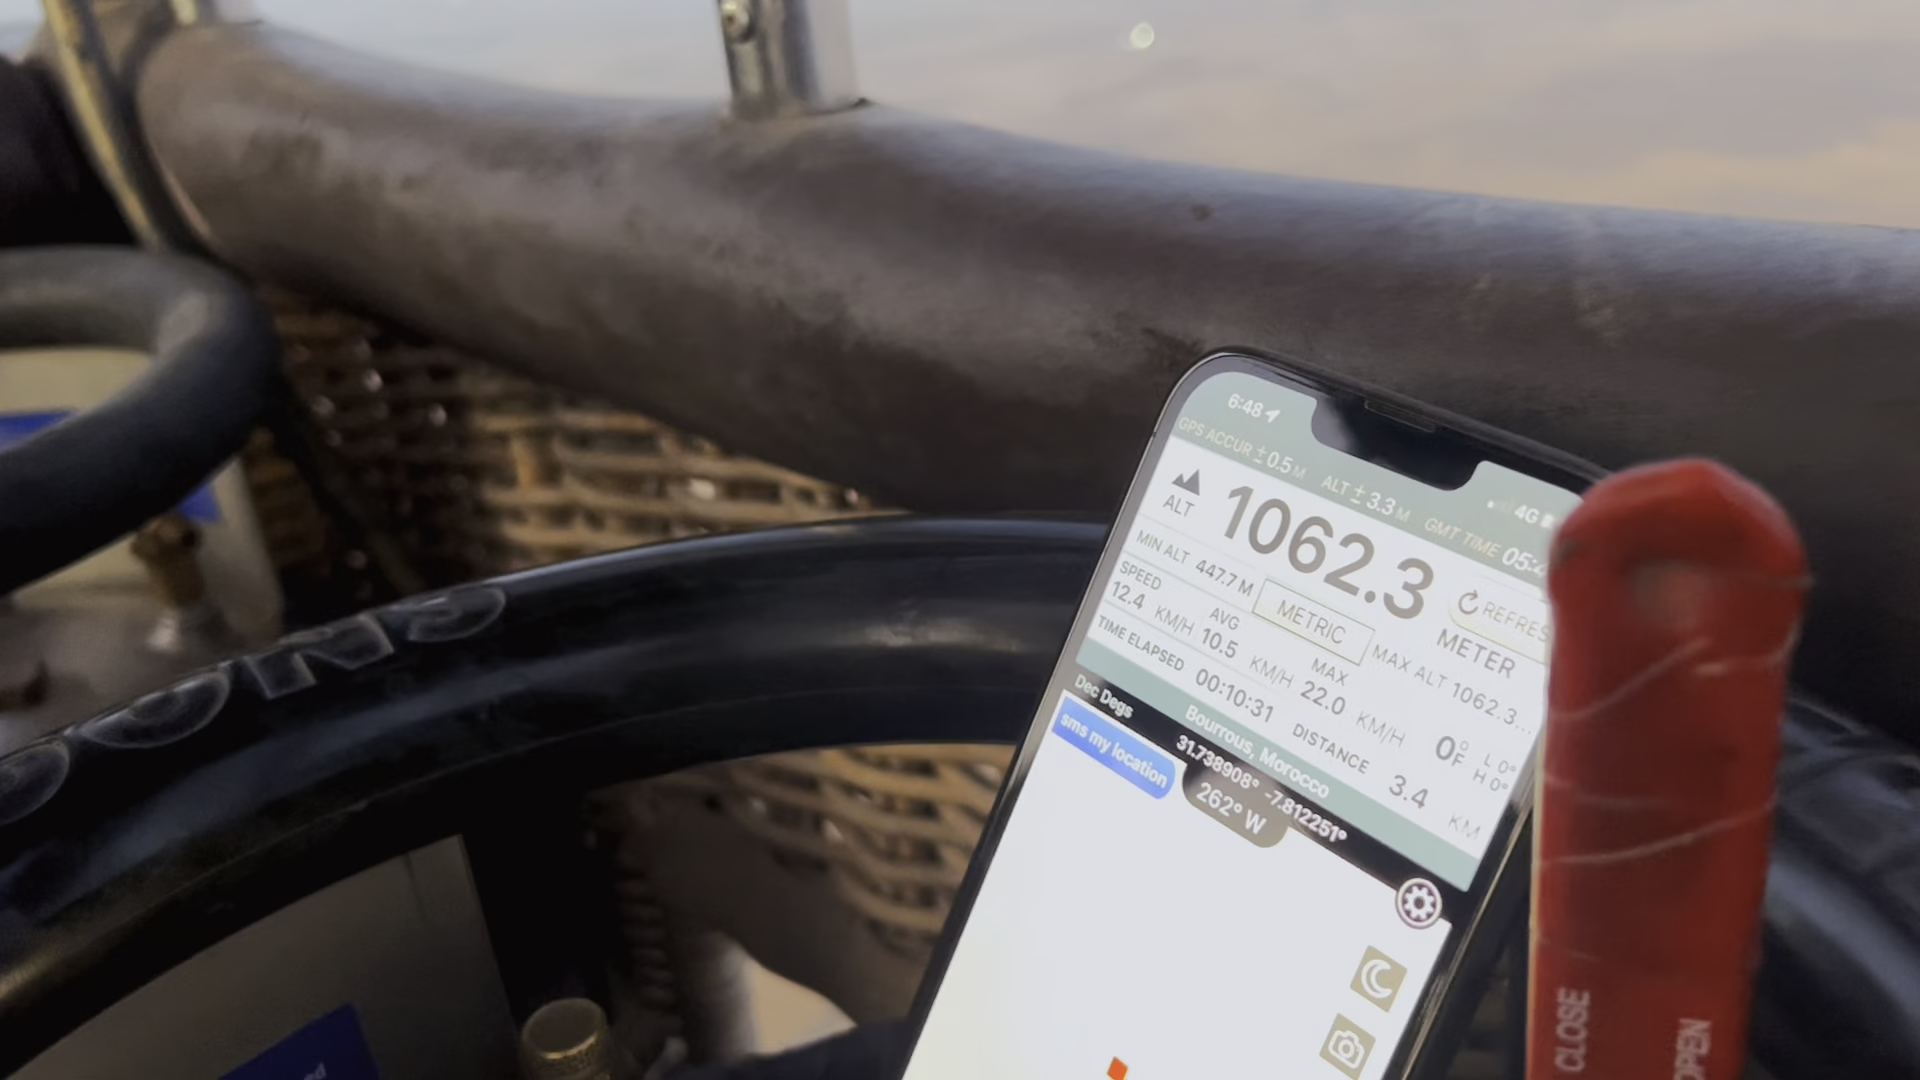 6:48
4G
GPS ACCUR ± 0.5 M ALT ± 3.3 M GMT TIME
ALT 1062.3 METER
REFRES
MIN ALT 447.7 M METRIC MAX ALT 1062.3...
SPEED 12.4 KM/H AVG 10.5 KM/H MAX 22.0 KM/H
0°F L 0° H 0°
TIME ELAPSED 00:10:31 DISTANCE 3.4 KM
Bourrous, Morocco
Dec Degs 31.738908° -7.812251°
sms my location
262° W
CLOSE
OPEN